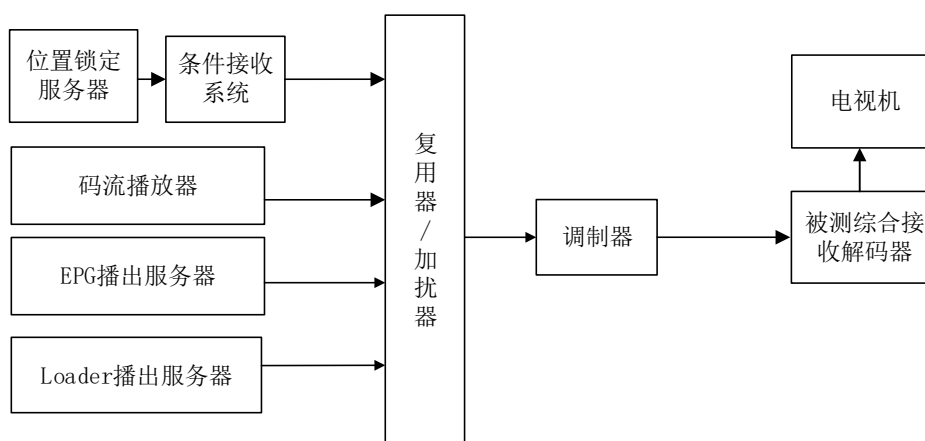 位置锁定
服务器
条件接收
系统
码流播放器
EPG播出服务器
Loader播出服务器
复
用
器
/
加
扰
器
调制器
电视机
被测综合接
收解码器